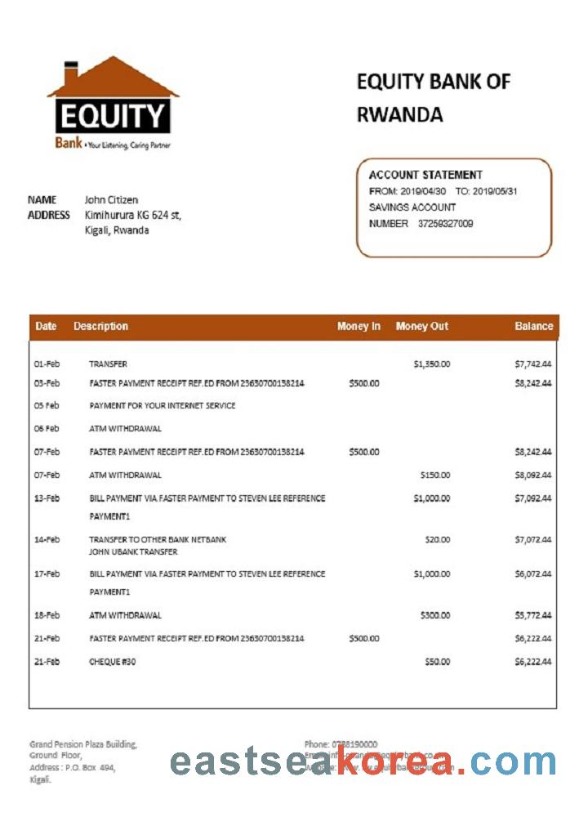 EQUITY
Bank • Your Listening, Caring Partner
EQUITY BANK OF
RWANDA
ACCOUNT STATEMENT
FROM: 2019/04/30 TO: 2019/05/31
SAVINGS ACCOUNT
NUMBER 37259327009
NAME John Citizen
ADDRESS Kimihurura KG 624 st,
Kigali, Rwanda
Date Description Money In Money Out Balance
01-Feb TRANSFER $1,350.00 $7,742.44
03-Feb FASTER PAYMENT RECEIPT REF.ED FROM 23630700138214 $500.00 $8,242.44
05 Feb PAYMENT FOR YOUR INTERNET SERVICE
06 Feb ATM WITHDRAWAL
07-Feb FASTER PAYMENT RECEIPT REF.ED FROM 23630700138214 $500.00 $8,242.44
07-Feb ATM WITHDRAWAL $150.00 $8,092.44
13-Feb BILL PAYMENT VIA FASTER PAYMENT TO STEVEN LEE REFERENCE $1,000.00 $7,092.44
PAYMENT1
14-Feb TRANSFER TO OTHER BANK NETBANK $20.00 $7,072.44
JOHN UBANK TRANSFER
17-Feb BILL PAYMENT VIA FASTER PAYMENT TO STEVEN LEE REFERENCE $1,000.00 $6,072.44
PAYMENT1
18-Feb ATM WITHDRAWAL $300.00 $5,772.44
21-Feb FASTER PAYMENT RECEIPT REF.ED FROM 23630700138214 $500.00 $6,222.44
21-Feb CHEQUE #30 $50.00 $6,222.44
Grand Pension Plaza Building,
Ground Floor,
Address : P.O. Box 494,
Kigali.
Phone: 0788190000
eastseakorea.com